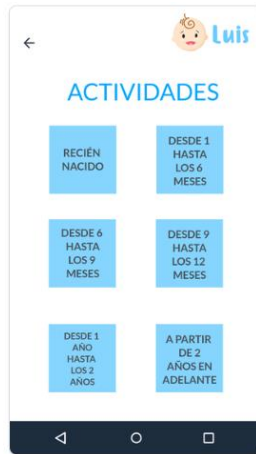 Luis
ACTIVIDADES
RECIÉN
NACIDO
DESDE 1
HASTA
LOS 6
MESES
DESDE 6
HASTA
LOS 9
MESES
DESDE 9
HASTA
LOS 12
MESES
DESDE 1
AÑO
HASTA
LOS 2
AÑOS
A PARTIR
DE 2
AÑOS EN
ADELANTE